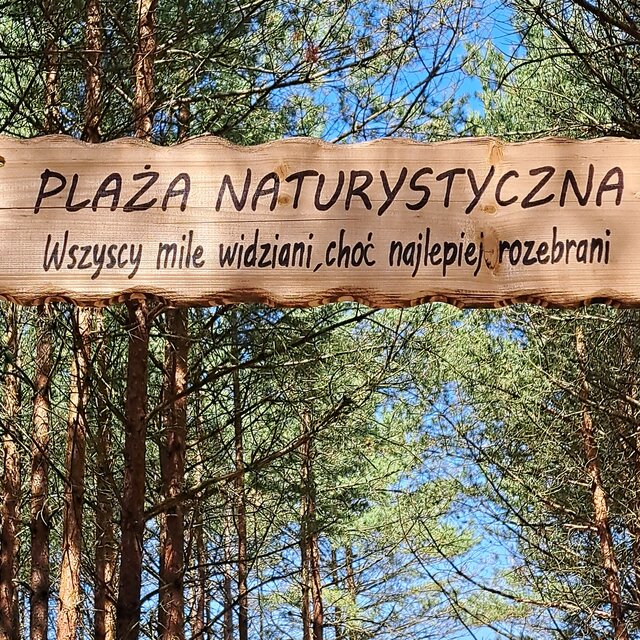 PLAŻA NATURYSTYCZNA
Wszyscy mile widziani, choć najlepiej rozebrani